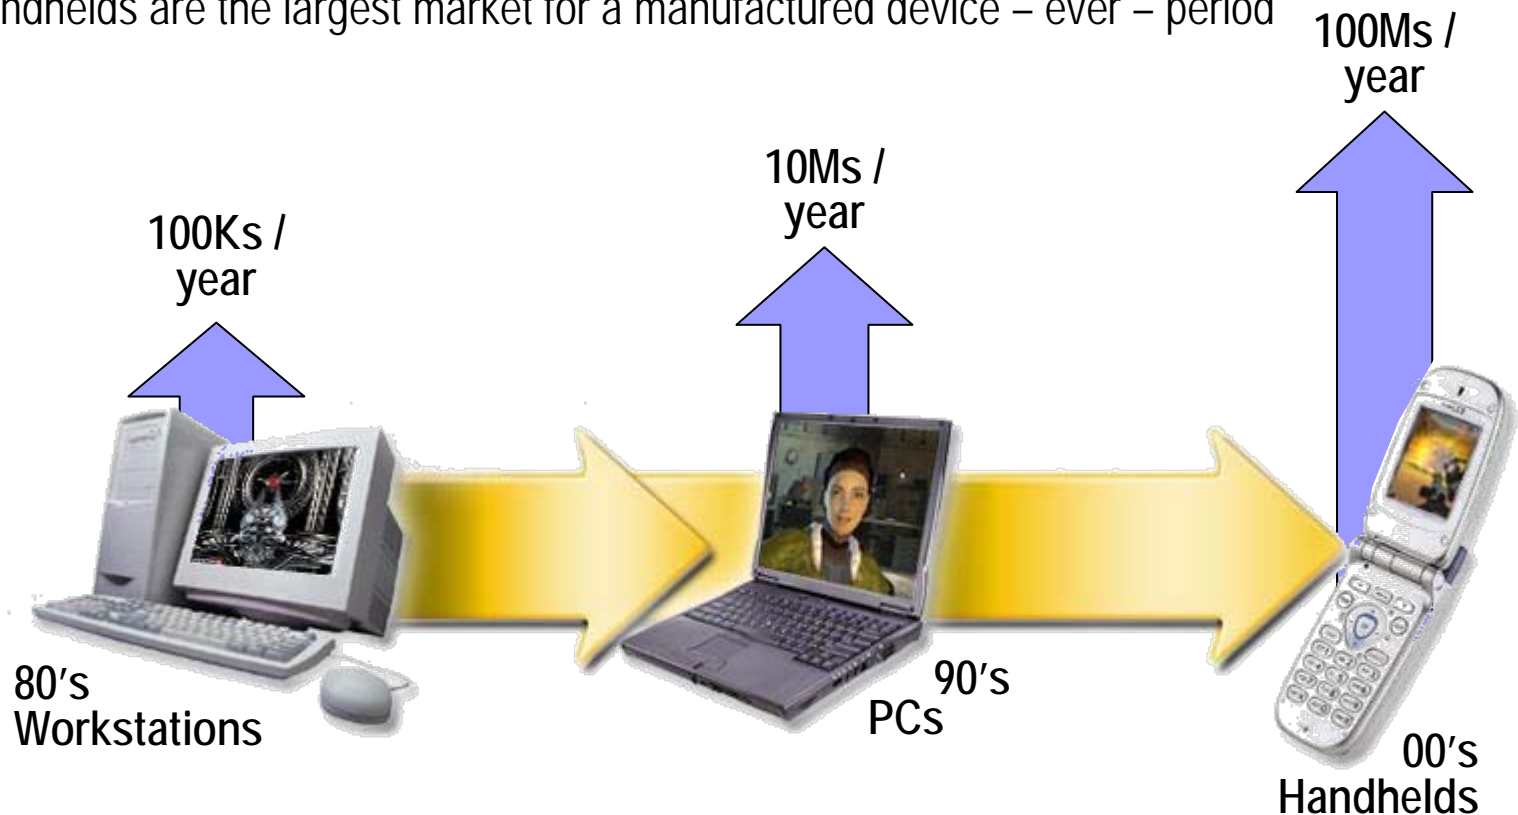 ndhelds are the largest market for a manufactured device – ever – period
100Ms /
year
10Ms /
year
100Ks /
year
80's
Workstations
90's
PCs
00's
Handhelds